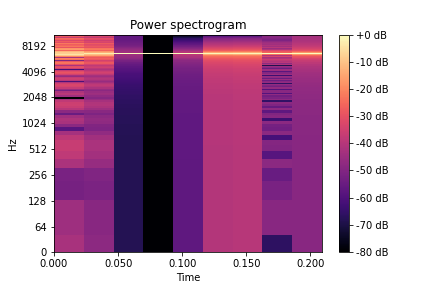 Power spectrogram
Hz
8192
4096
2048
1024
512
256
128
64
0
0.000
0.050
0.100
0.150
0.200
Time
+0 dB
-10 dB
-20 dB
-30 dB
-40 dB
-50 dB
-60 dB
-70 dB
-80 dB